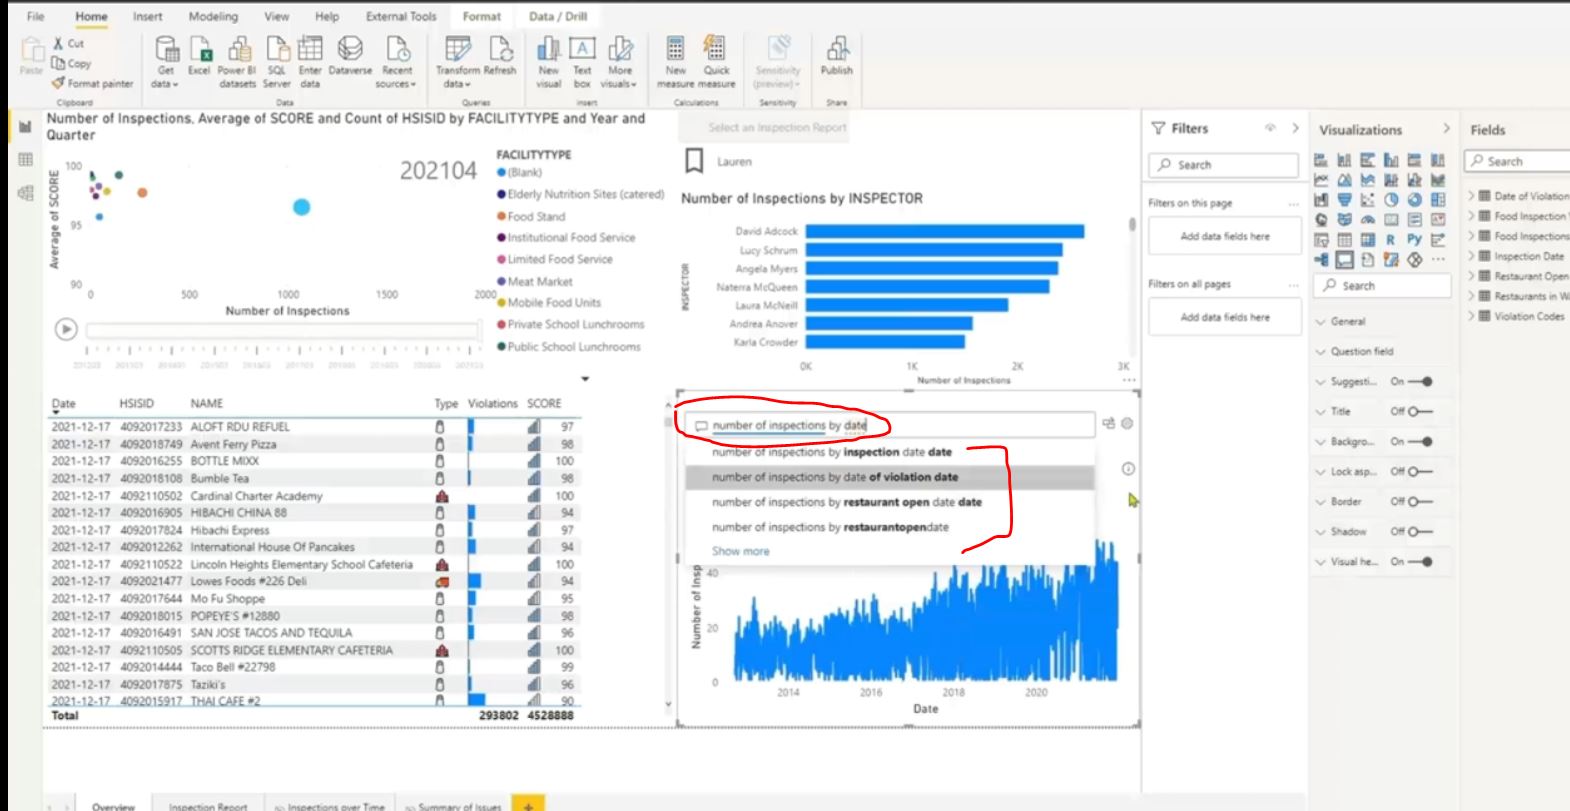 File Home Insert Modeling View Help External Tools Format Data / Drill
Paste
Cut
Copy
Format painter
Get data
Excel
Power BI datasets
SQL Server
Enter data
Dataverse
Recent sources
Transform data
Refresh
New visual
Text box
More visuals
New measure
Quick measure
Sensitivity (preview)
Publish
Clipboard Data Queries Insert Calculations Sensitivity Share
Number of Inspections, Average of SCORE and Count of HSISID by FACILITYTYPE and Year and
Quarter
202104
Average of SCORE
100
95
90
0 500 1000 1500 2000
Number of Inspections
FACILITYTYPE
(Blank)
Elderly Nutrition Sites (catered)
Food Stand
Institutional Food Service
Limited Food Service
Meat Market
Mobile Food Units
Private School Lunchrooms
Public School Lunchrooms
Select an Inspection Report
Lauren
Number of Inspections by INSPECTOR
INSPECTOR
David Adcock
Lucy Schrum
Angela Myers
Naterra McQueen
Laura McNeill
Andrea Anover
Karla Crowder
0K 1K 2K 3K
Number of Inspections
Date HSISID NAME Type Violations SCORE
2021-12-17 4092017233 ALOFT RDU REFUEL 97
2021-12-17 4092018749 Avent Ferry Pizza 98
2021-12-17 4092016255 BOTTLE MIXX 100
2021-12-17 4092018108 Bumble Tea 98
2021-12-17 4092110502 Cardinal Charter Academy 100
2021-12-17 4092016905 HIBACHI CHINA 88 94
2021-12-17 4092017824 Hibachi Express 97
2021-12-17 4092012262 International House Of Pancakes 94
2021-12-17 4092110522 Lincoln Heights Elementary School Cafeteria 100
2021-12-17 4092021477 Lowes Foods #226 Deli 94
2021-12-17 4092017644 Mo Fu Shoppe 95
2021-12-17 4092018015 POPEYE'S #12880 98
2021-12-17 4092016491 SAN JOSE TACOS AND TEQUILA 96
2021-12-17 4092110505 SCOTTS RIDGE ELEMENTARY CAFETERIA 100
2021-12-17 4092014444 Taco Bell #22798 99
2021-12-17 4092017875 Taziki's 96
2021-12-17 4092015917 THAI CAFE #2 90
Total 293802 4528888
number of inspections by date
number of inspections by inspection date date
number of inspections by date of violation date
number of inspections by restaurant open date date
number of inspections by restaurantopendate
Show more
Number of Insp
40
20
0
2014 2016 2018 2020
Date
Filters
Search
Filters on this page
Add data fields here
Filters on all pages
Add data fields here
Visualizations
R Py
Search
General
Question field
Suggesti... On
Title Off
Backgro... On
Lock asp... Off
Border Off
Shadow Off
Visual he... On
Fields
Search
Date of Violation
Food Inspection
Food Inspections
Inspection Date
Restaurant Open
Restaurants in
Violation Codes
Overview Inspection Report Inspections over Time Summary of Issues +